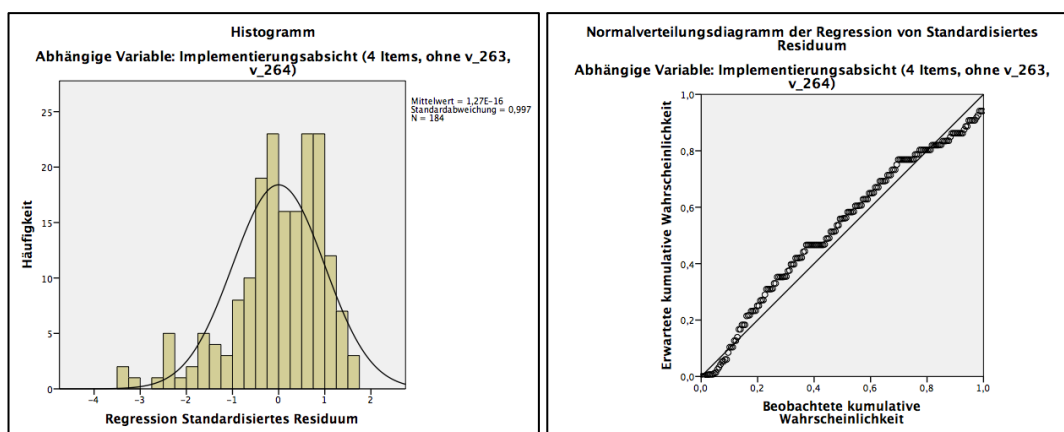 Histogramm
Abhängige Variable: Implementierungsabsicht (4 Items, ohne v_263,
v_264)
Mittelwert = 1,27E-16
Standardabweichung = 0,997
N = 184
Häufigkeit
25
20
15
10
5
0
-4
-3
-2
-1
0
1
2
Regression Standardisiertes Residuum
Normalverteilungsdiagramm der Regression von Standardisiertes
Residuum
Abhängige Variable: Implementierungsabsicht (4 Items, ohne v_263,
v_264)
Erwartete kumulative Wahrscheinlichkeit
1,0
0,8
0,6
0,4
0,2
0,0
0,0
0,2
0,4
0,6
0,8
1,0
Beobachtete kumulative
Wahrscheinlichkeit